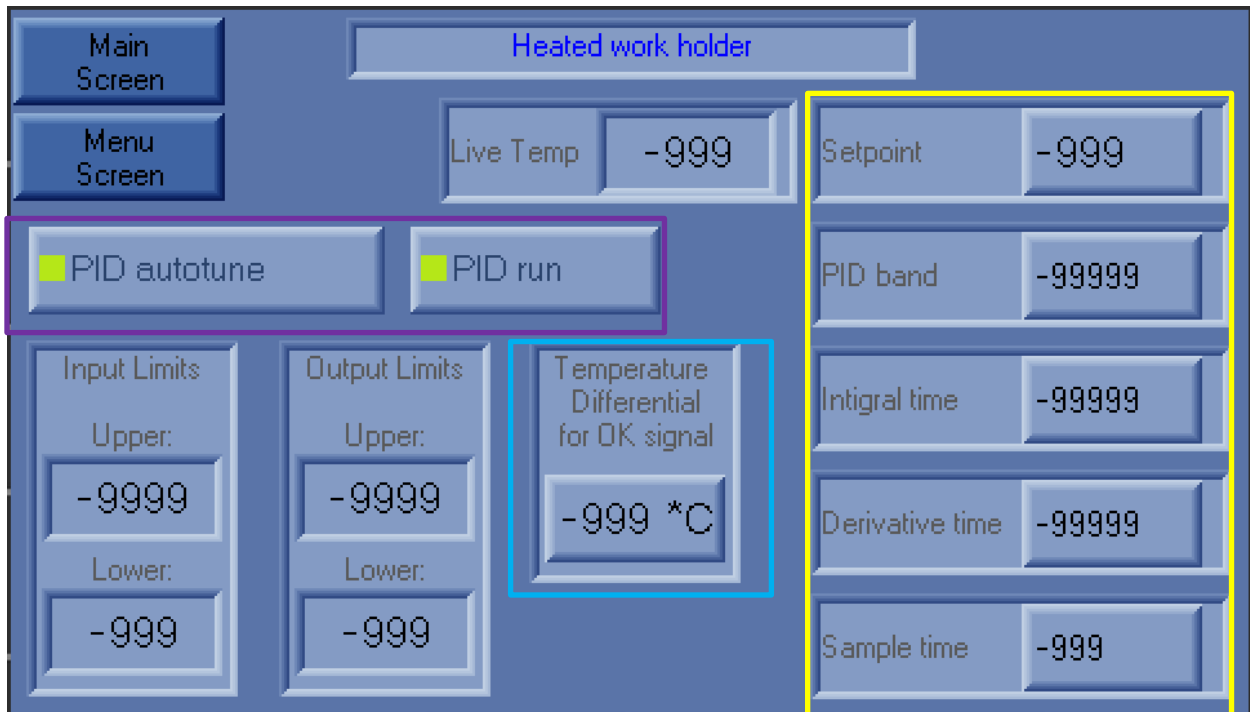 Main
Screen
Heated work holder
Menu
Screen
Live Temp -999
Setpoint -999
PID autotune
PID run
PID band -99999
Input Limits
Upper:
-9999
Lower:
-999
Output Limits
Upper:
-9999
Lower:
-999
Temperature
Differential
for OK signal
-999 *C
Intigral time -99999
Derivative time -99999
Sample time -999